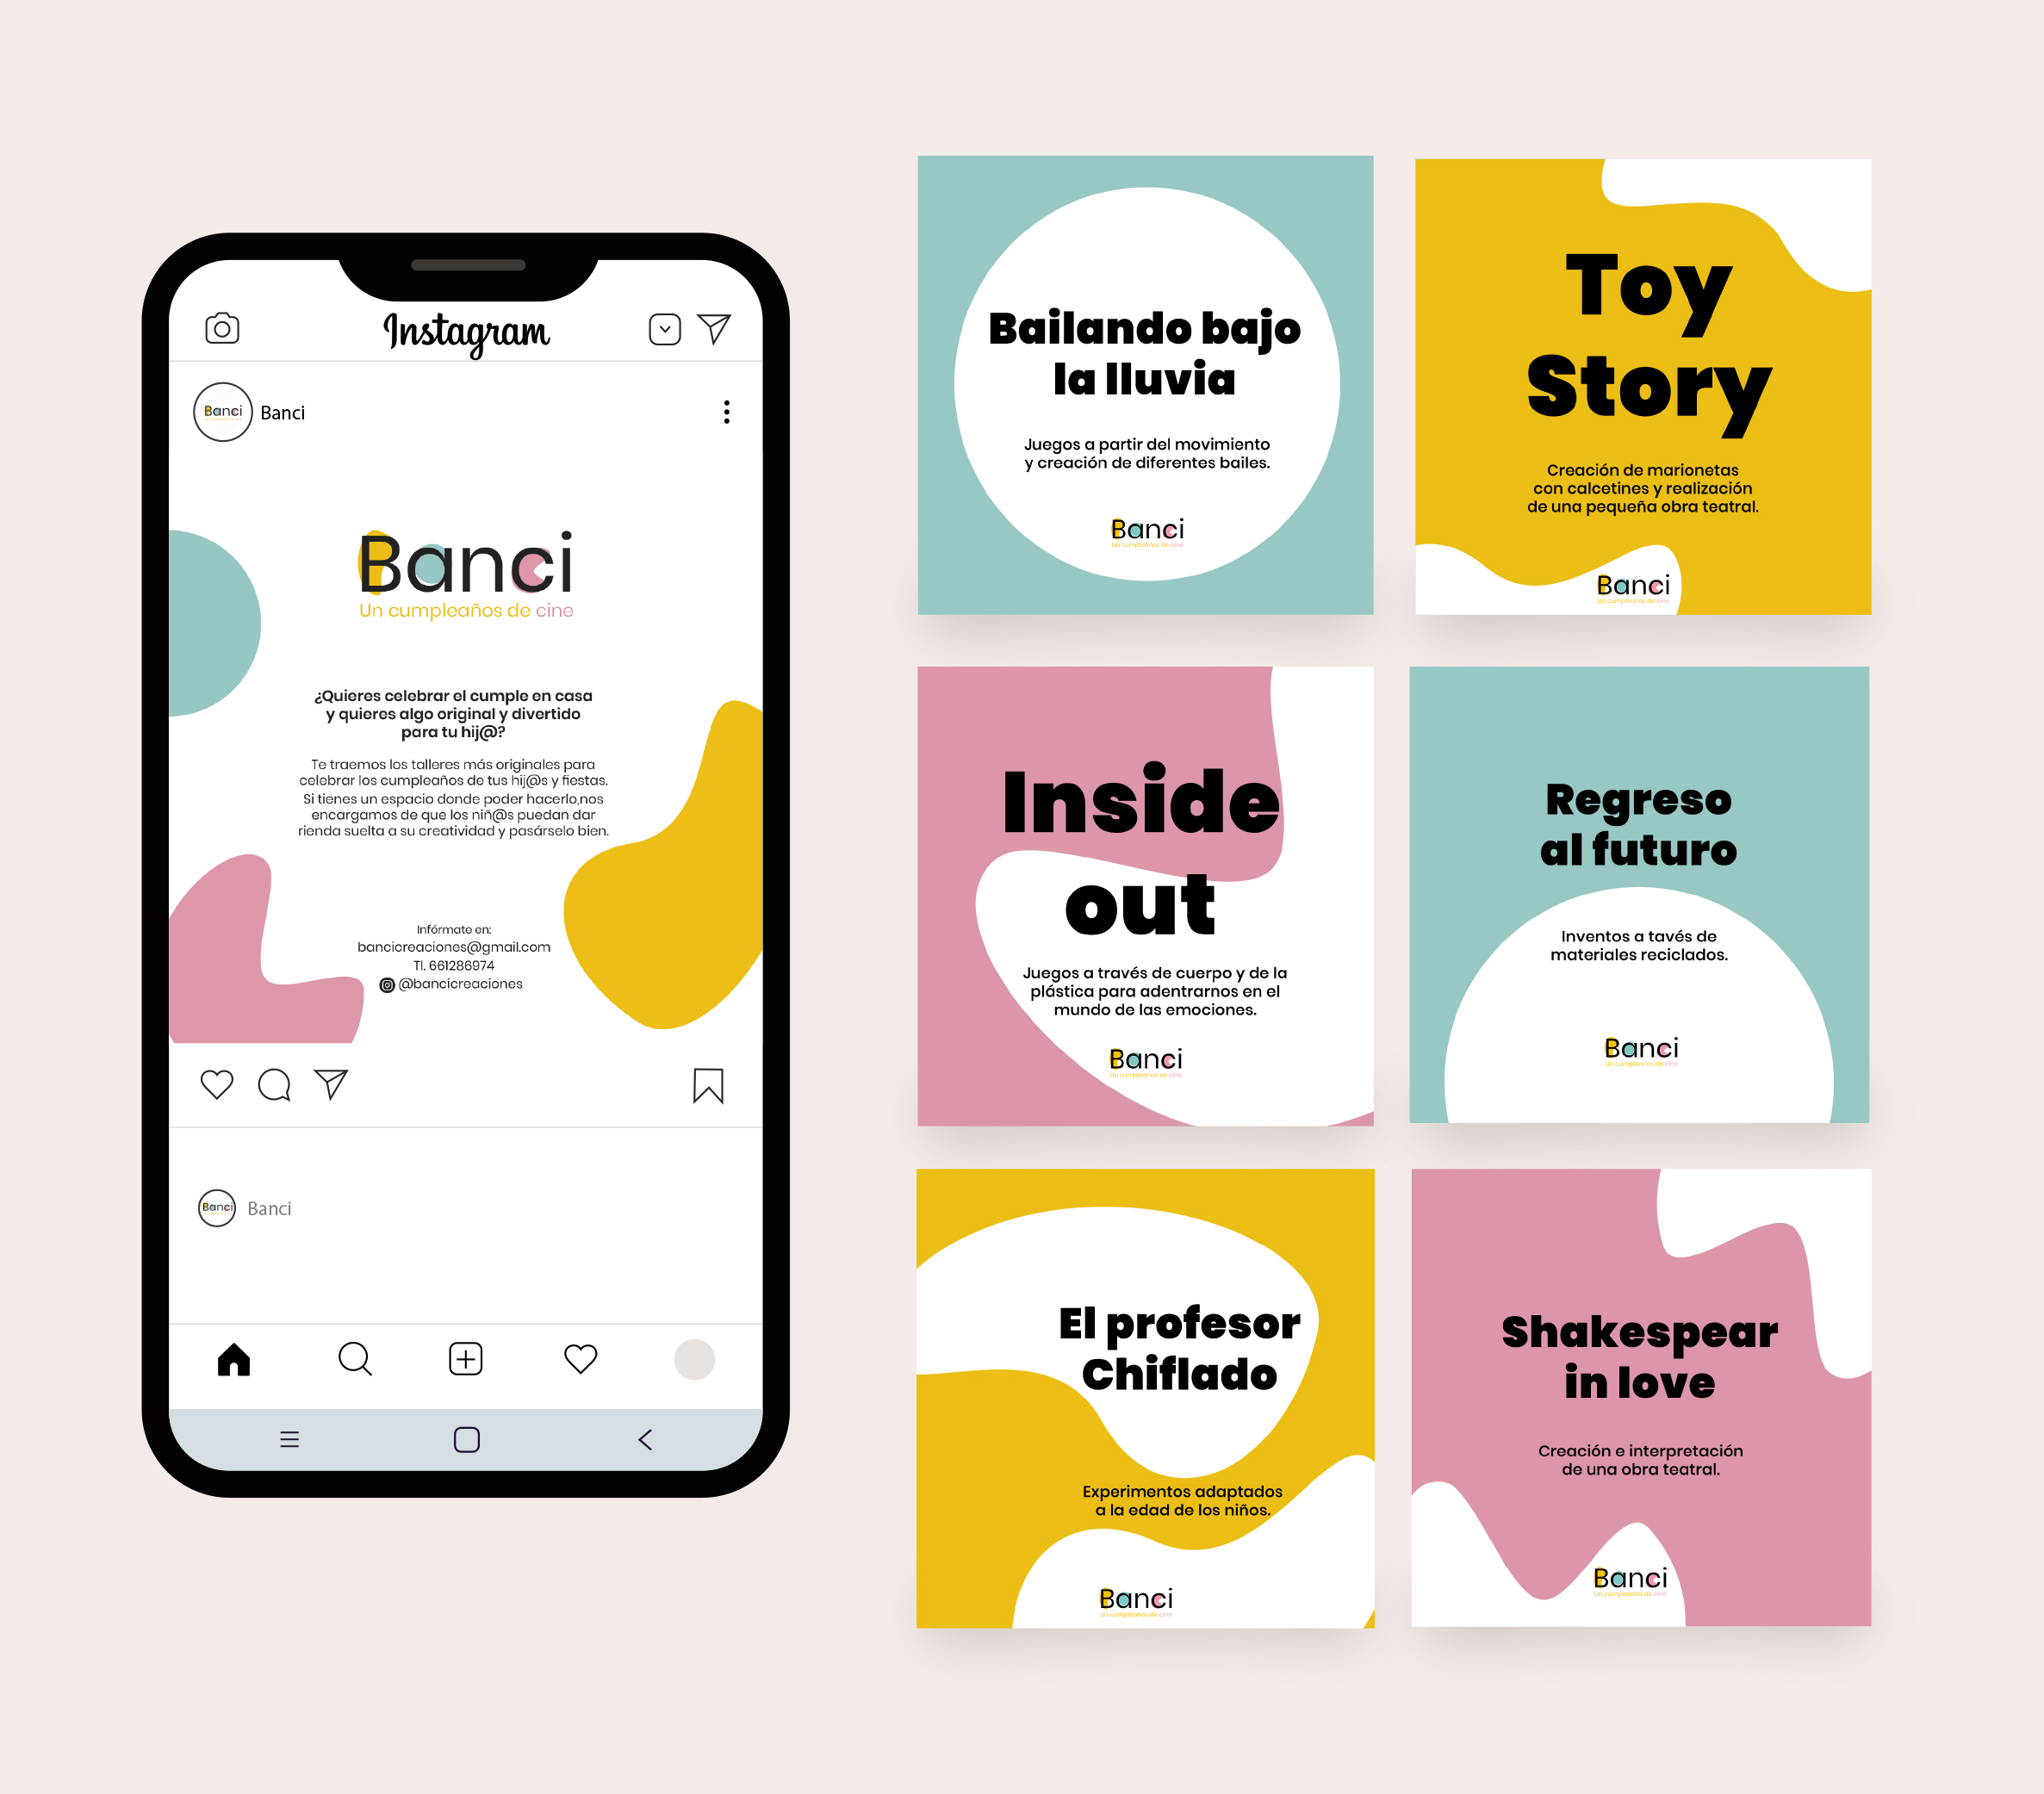 Instagram
Banci
Banci
Banci
Un cumpleaños de cine
¿Quieres celebrar el cumple en casa
y quieres algo original y divertido
para tu hij@?
Te traemos los talleres más originales para
celebrar los cumpleaños de tus hij@s y fiestas.
Si tienes un espacio donde poder hacerlo,nos
encargamos de que los niñ@s puedan dar
rienda suelta a su creatividad y pasárselo bien.
Infórmate en:
bancicreaciones@gmail.com
Tl. 661286974
@bancicreaciones
Banci
Banci
Bailando bajo
la lluvia
Juegos a partir del movimiento
y creación de diferentes bailes.
Banci
Un cumpleaños de cine
Toy
Story
Creación de marionetas
con calcetines y realización
de una pequeña obra teatral.
Banci
Un cumpleaños de cine
Inside
out
Juegos a través de cuerpo y de la
plástica para adentrarnos en el
mundo de las emociones.
Banci
Un cumpleaños de cine
Regreso
al futuro
Inventos a tavés de
materiales reciclados.
Banci
Un cumpleaños de cine
El profesor
Chiflado
Experimentos adaptados
a la edad de los niños.
Banci
Un cumpleaños de cine
Shakespear
in love
Creación e interpretación
de una obra teatral.
Banci
Un cumpleaños de cine